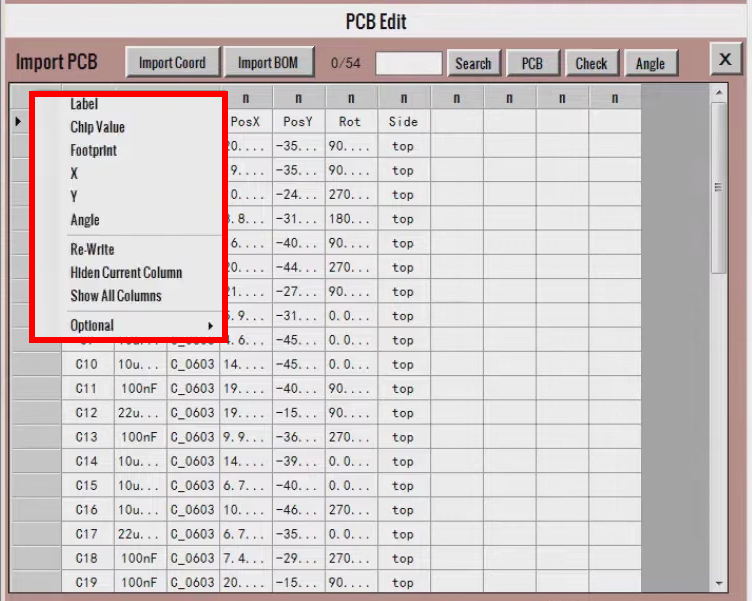 PCB Edit
Import PCB Import Coord Import BOM 0/54 Search PCB Check Angle X
n n n n n n n n
Label
Chip Value
Footprint
X
Y
Angle
Re-Write
Hiden Current Column
Show All Columns
Optional
PosX PosY Rot Side
20.... -35... 90.... top
9.... -35... 90.... top
0.... -24... 270... top
3.8... -31... 180... top
6.... -40... 90.... top
20.... -44... 270... top
21.... -27... 90.... top
5.9... -31... 0.0... top
4.6... -45... 0.0... top
C10 10u... C_0603 14.... -45... 0.0... top
C11 100nF C_0603 19.... -40... 90.... top
C12 22u... C_0603 19.... -15... 90.... top
C13 100nF C_0603 9.9... -36... 270... top
C14 10u... C_0603 14.... -39... 0.0... top
C15 10u... C_0603 6.7... -40... 0.0... top
C16 10u... C_0603 10.... -46... 270... top
C17 22u... C_0603 6.7... -35... 0.0... top
C18 100nF C_0603 7.4... -29... 270... top
C19 100nF C_0603 20.... -15... 90.... top